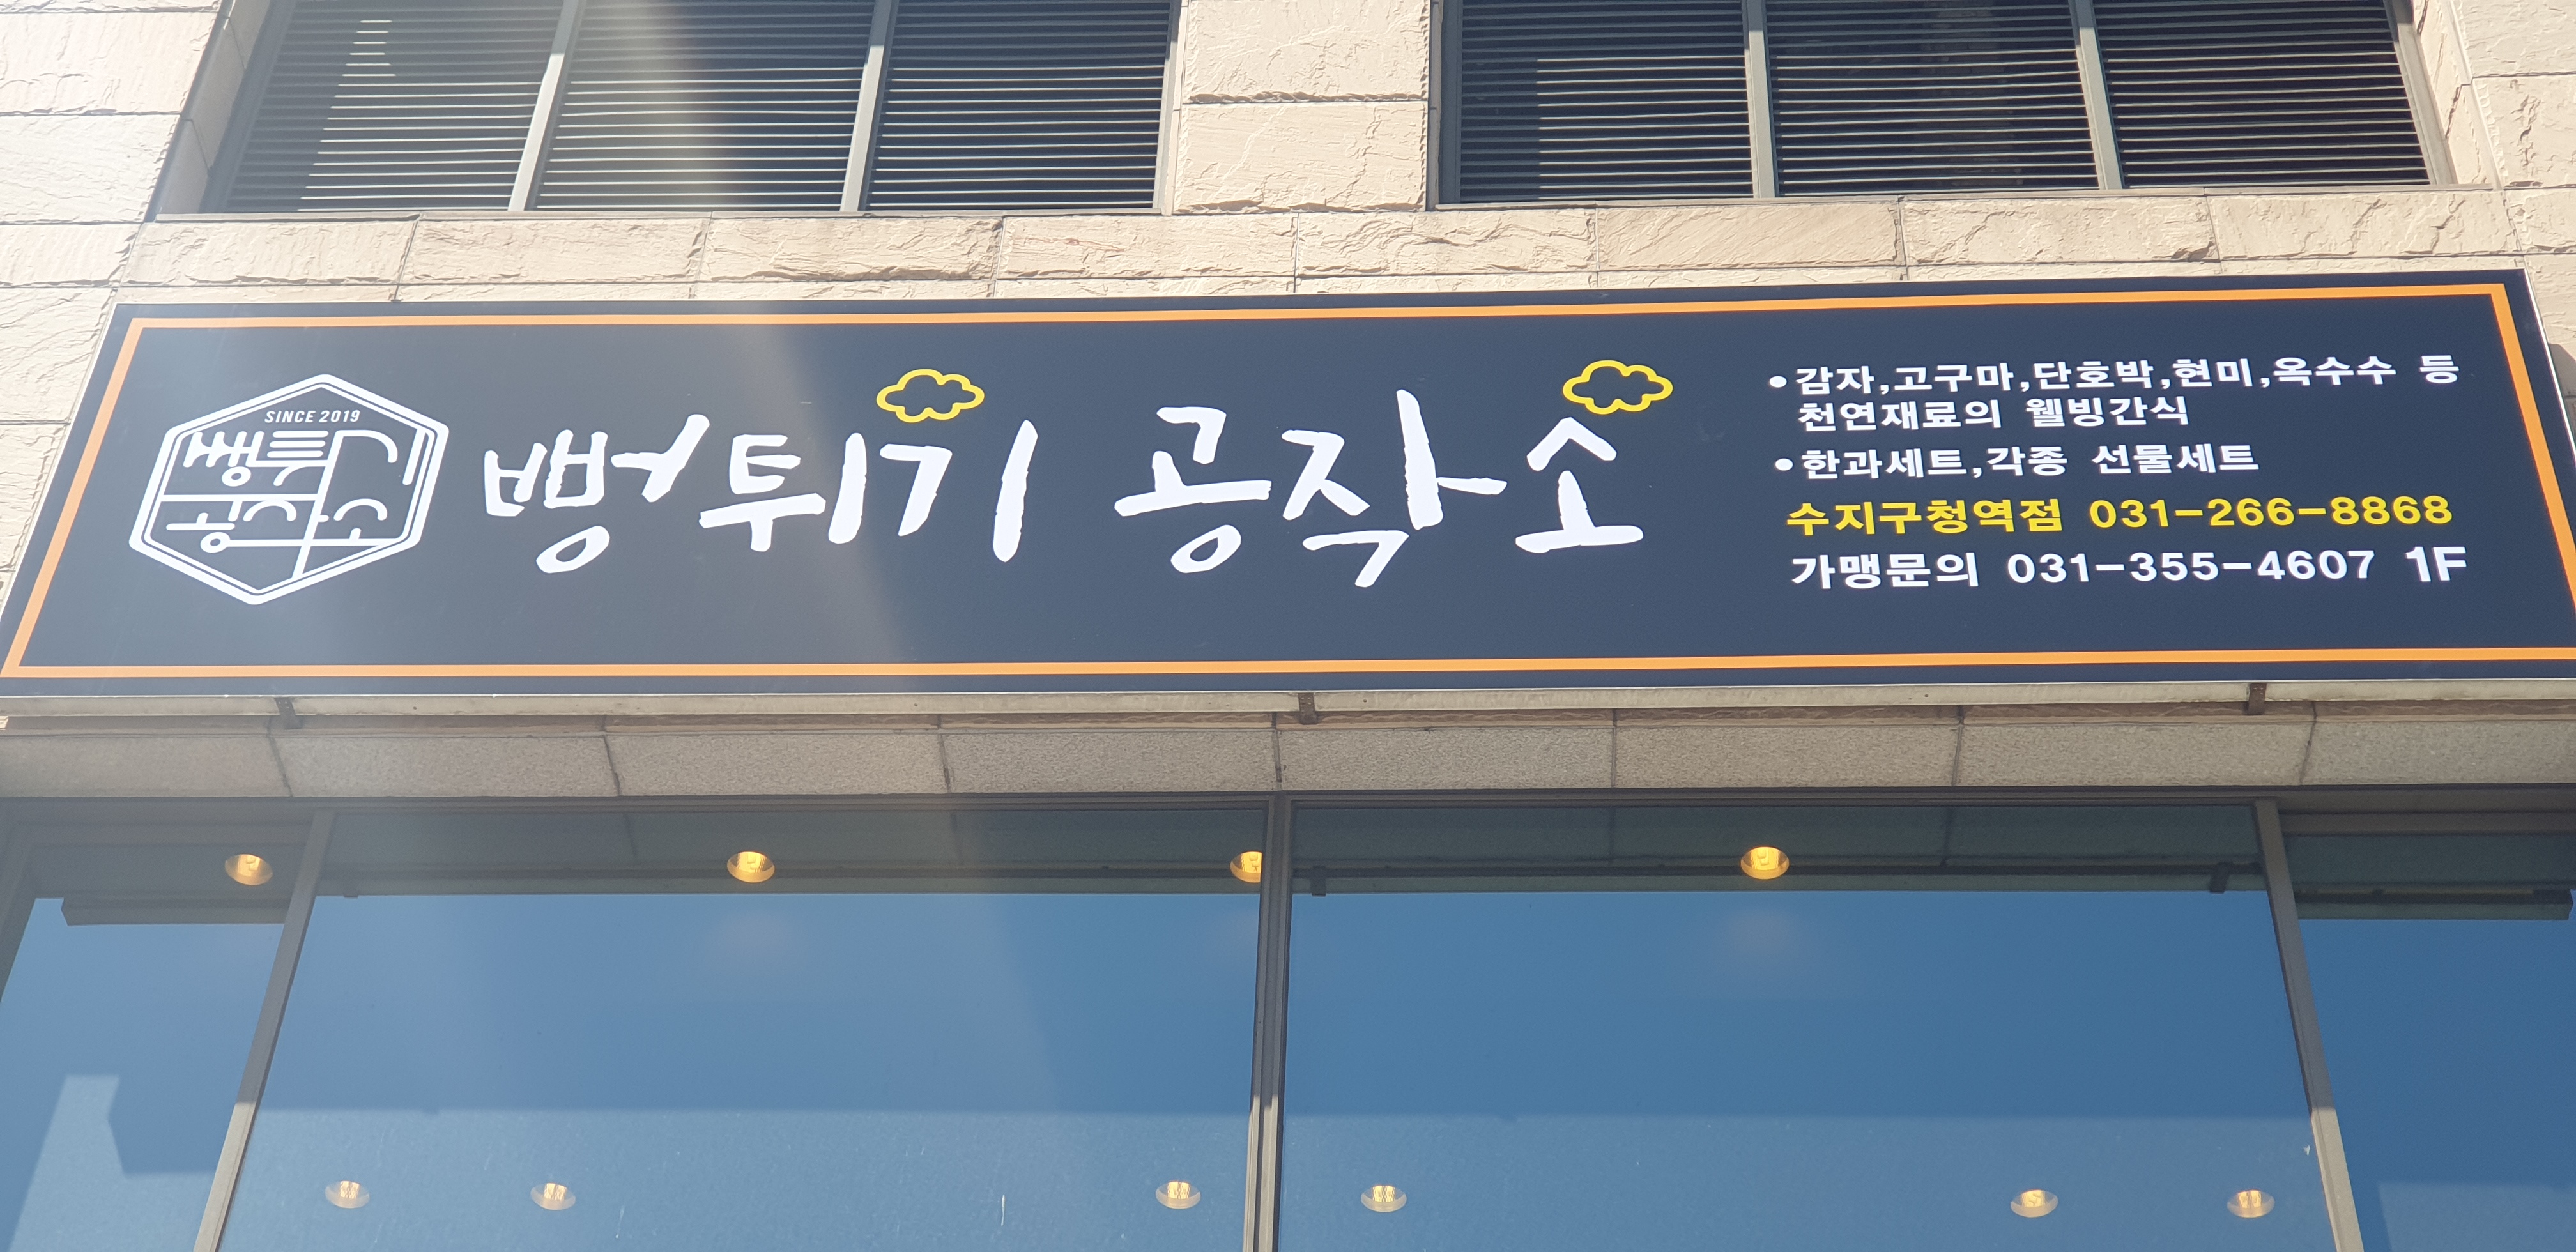 SINCE 2019
뻥튀기
공작소
뻥튀기 공작소
•감자,고구마,단호박,현미,옥수수 등
천연재료의 웰빙간식
•한과세트,각종 선물세트
수지구청역점 031-266-8868
가맹문의 031-355-4607 1F